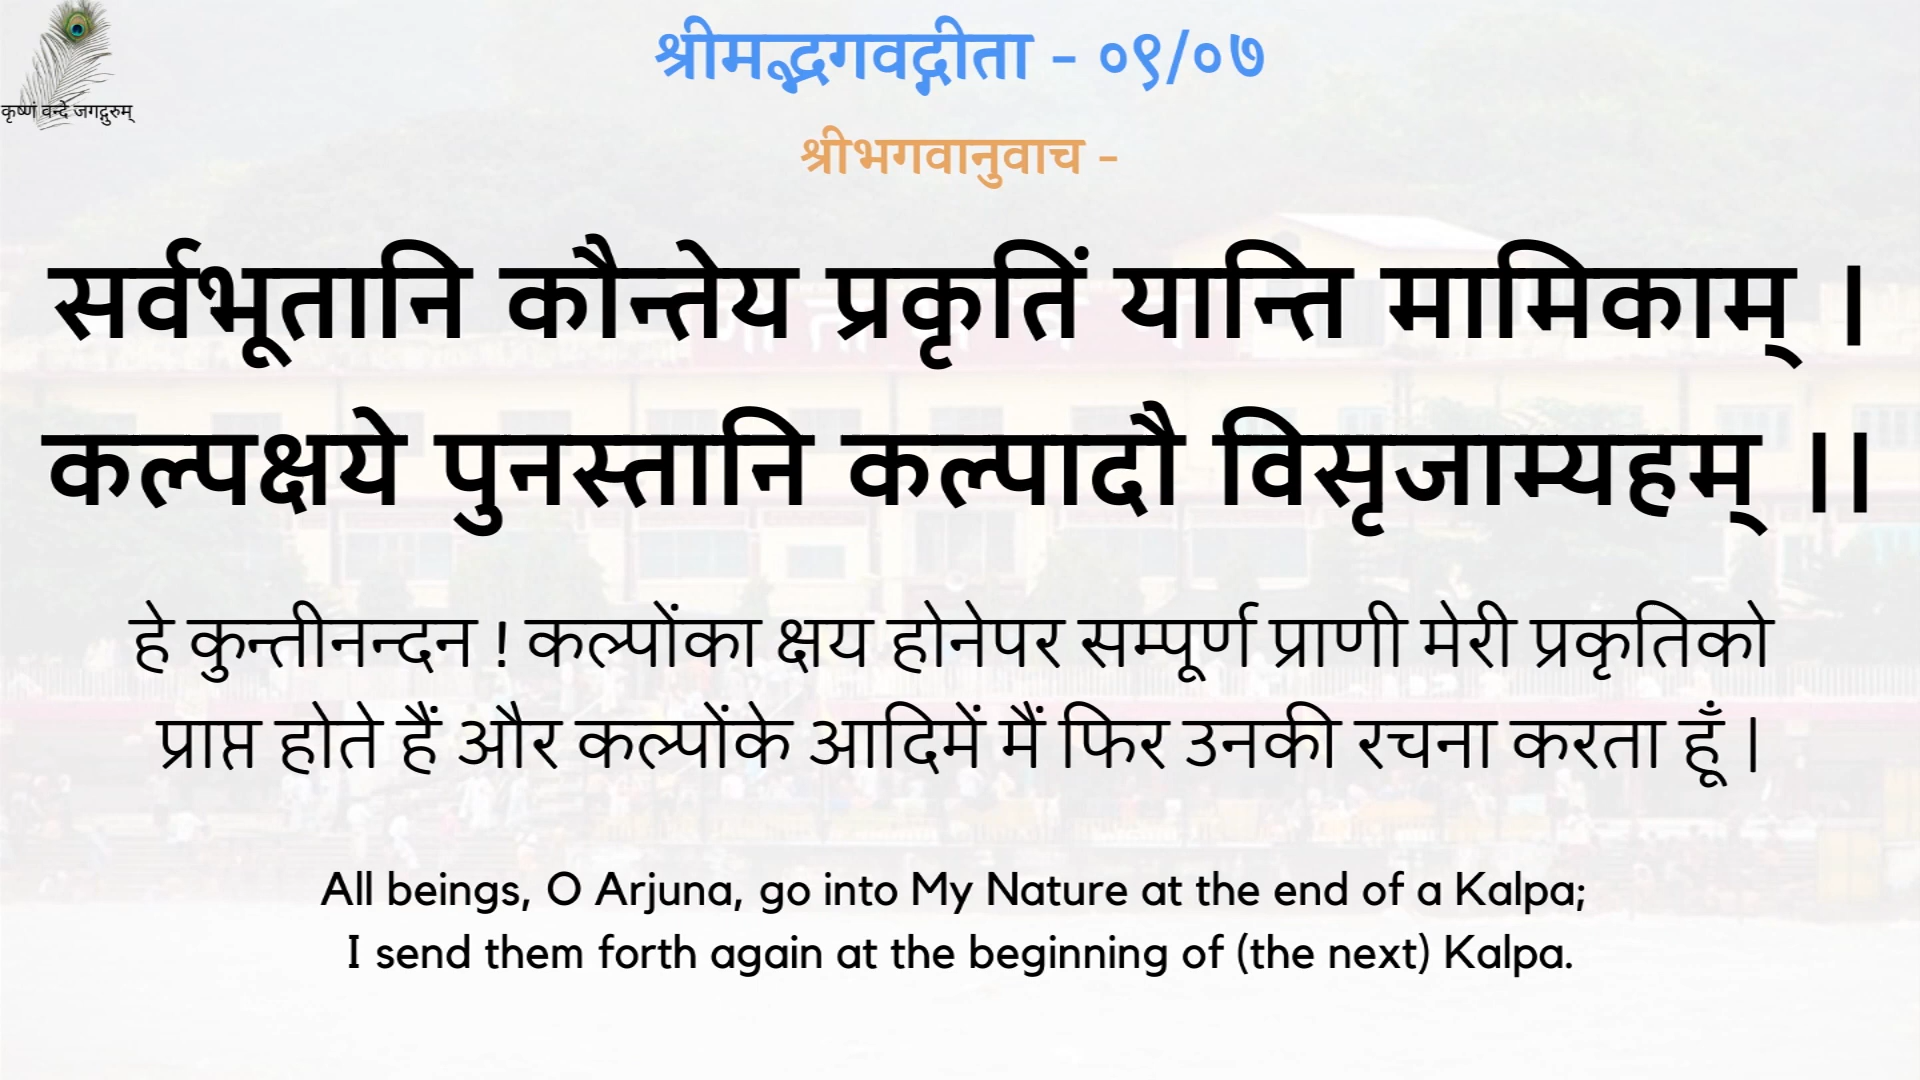 कृष्णं वन्दे जगद्गुरुम्
श्रीमद्भगवद्गीता - ०९/०७
श्रीभगवानुवाच -
सर्वभूतानि कौन्तेय प्रकृतिं यान्ति मामिकाम् ।
कल्पक्षये पुनस्तानि कल्पादौ विसृजाम्यहम् ।।
हे कुन्तीनन्दन ! कल्पोंका क्षय होनेपर सम्पूर्ण प्राणी मेरी प्रकृतिको
प्राप्त होते हैं और कल्पोंके आदिमें मैं फिर उनकी रचना करता हूँ |
All beings, O Arjuna, go into My Nature at the end of a Kalpa;
I send them forth again at the beginning of (the next) Kalpa.